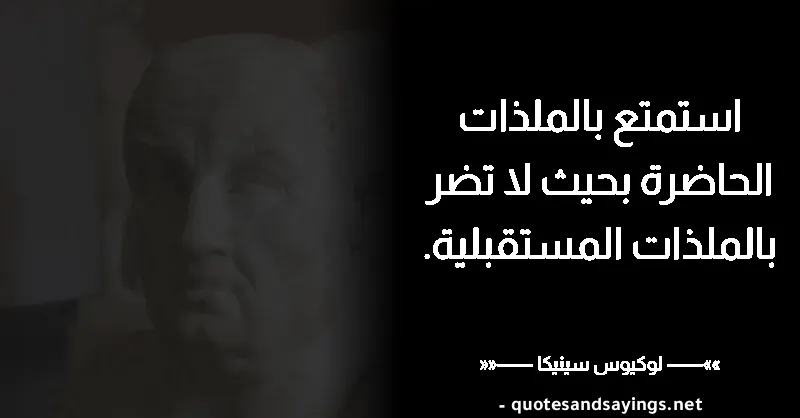 استمتع بالملذات
الحاضرة بحيث لا تضر
بالملذات المستقبلية.
»»—— لوكيوس سينيكا ——««
- quotesandsayings.net